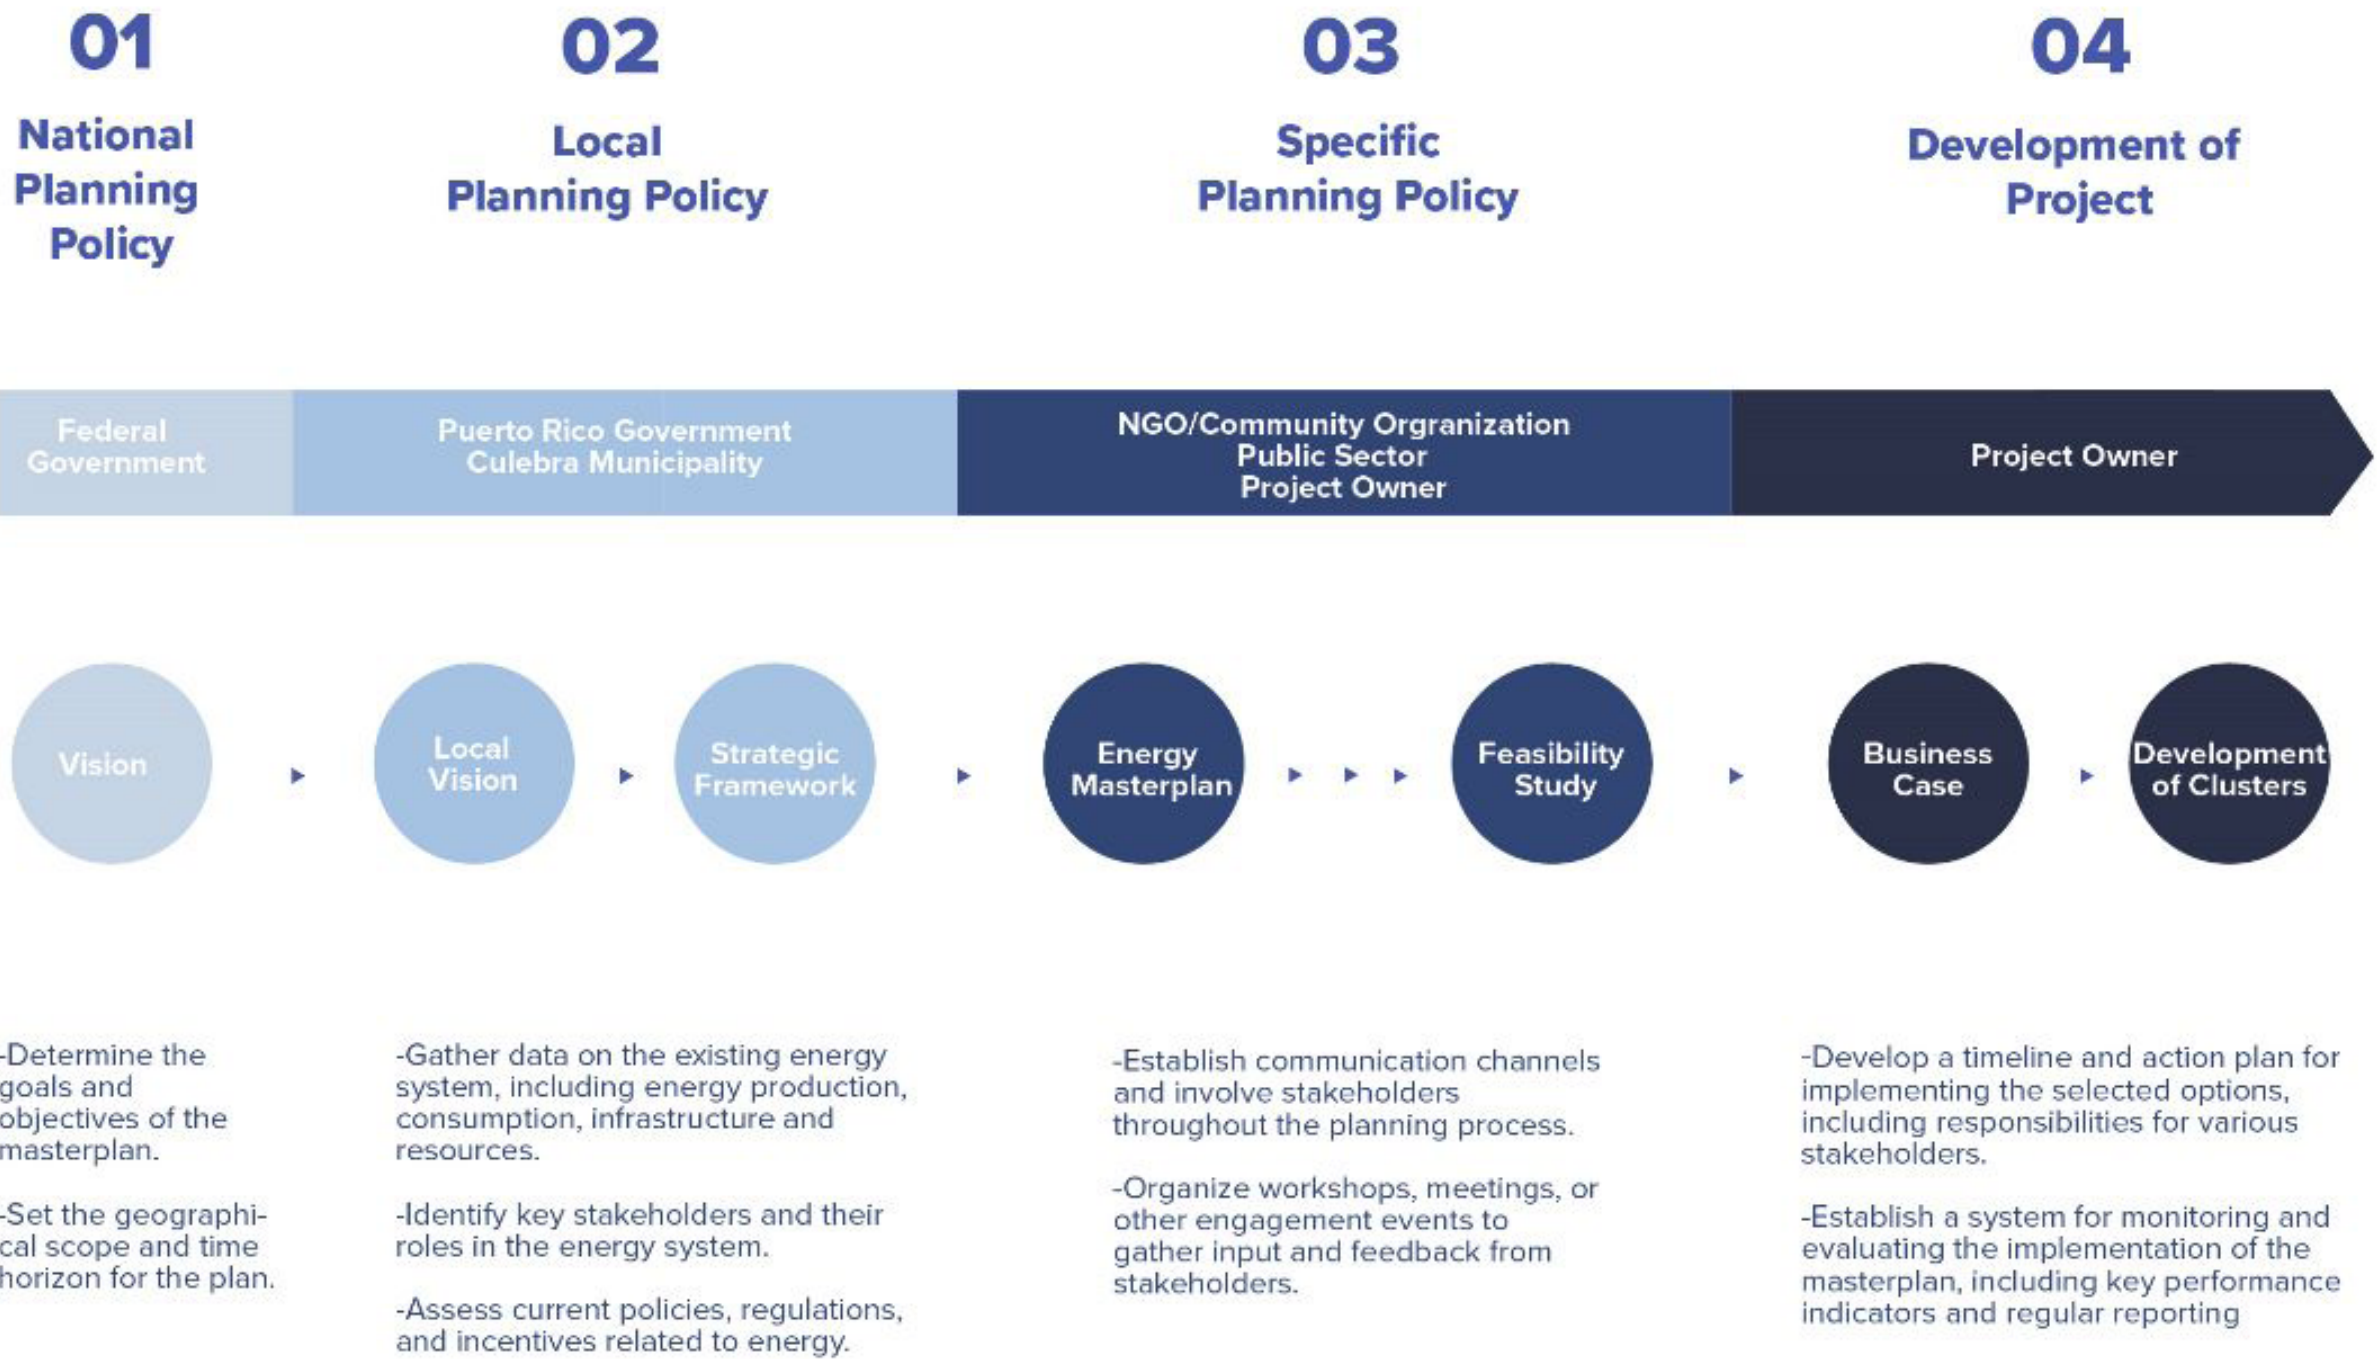 01
National
Planning
Policy
02
Local
Planning Policy
03
Specific
Planning Policy
04
Development of
Project
Federal
Government
Puerto Rico Government
Culebra Municipality
NGO/Community Orgranization
Public Sector
Project Owner
Project Owner
Vision
Local
Vision
Strategic
Framework
Energy
Masterplan
Feasibility
Study
Business
Case
Development
of Clusters
-Determine the
goals and
objectives of the
masterplan.
-Set the geographi-
cal scope and time
horizon for the plan.
-Gather data on the existing energy
system, including energy production,
consumption, infrastructure and
resources.
-Identify key stakeholders and their
roles in the energy system.
-Assess current policies, regulations,
and incentives related to energy.
-Establish communication channels
and involve stakeholders
throughout the planning process.
-Organize workshops, meetings, or
other engagement events to
gather input and feedback from
stakeholders.
-Develop a timeline and action plan for
implementing the selected options,
including responsibilities for various
stakeholders.
-Establish a system for monitoring and
evaluating the implementation of the
masterplan, including key performance
indicators and regular reporting